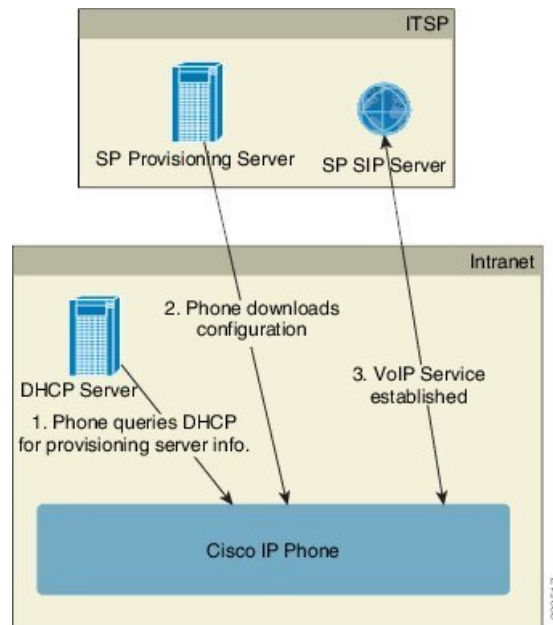 ITSP
SP Provisioning Server
SP SIP Server
Intranet
2. Phone downloads
configuration
DHCP Server
3. VoIP Service
established
1. Phone queries DHCP
for provisioning server info.
Cisco IP Phone